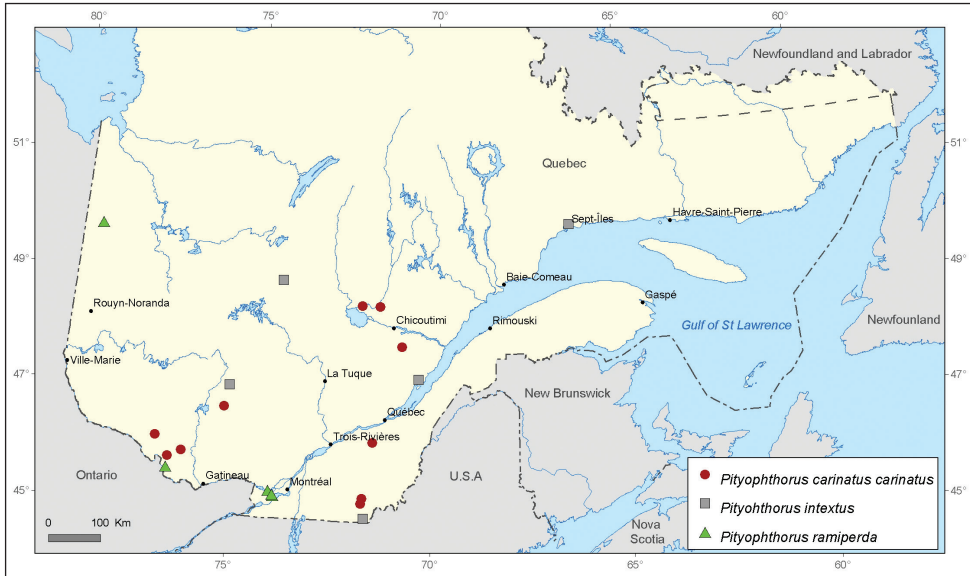 80°
75°
70°
65°
60°
Newfoundland and Labrador
51°
51°
Quebec
Sept-Îles
Havre-Saint-Pierre
49°
49°
Baie-Comeau
Rouyn-Noranda
Gaspé
Chicoutimi
Rimouski
Gulf of St Lawrence
Newfounland
Ville-Marie
47°
47°
La Tuque
New Brunswick
Québec
Trois-Rivières
Ontario
Gatineau
U.S.A
Montréal
45°
45°
Pityophthorus carinatus carinatus
Pityophthorus intextus
Pityophthorus ramiperda
Nova
Scotia
0 100 Km
75°
70°
65°
60°